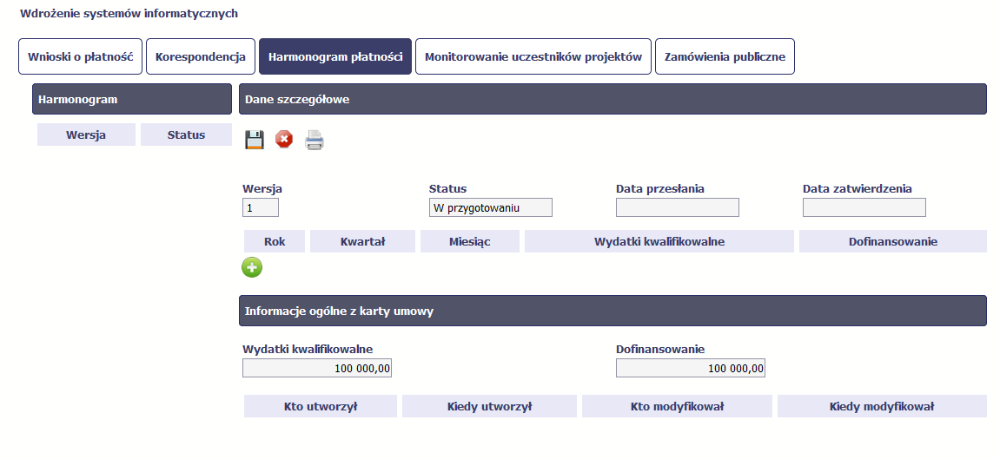 Wdrożenie systemów informatycznych
Wnioski o płatność Korespondencja Harmonogram płatności Monitorowanie uczestników projektów Zamówienia publiczne
Harmonogram Dane szczegółowe
Wersja Status
Wersja Status Data przesłania Data zatwierdzenia
1 W przygotowaniu
Rok Kwartał Miesiąc Wydatki kwalifikowalne Dofinansowanie
Informacje ogólne z karty umowy
Wydatki kwalifikowalne Dofinansowanie
100 000,00 100 000,00
Kto utworzył Kiedy utworzył Kto modyfikował Kiedy modyfikował